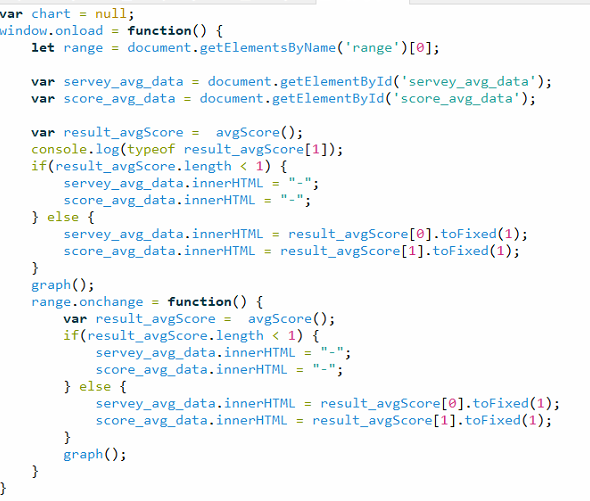 var chart = null;
window.onload = function() {
    let range = document.getElementsByName('range')[0];

    var servey_avg_data = document.getElementById('servey_avg_data');
    var score_avg_data = document.getElementById('score_avg_data');

    var result_avgScore =  avgScore();
    console.log(typeof result_avgScore[1]);
    if(result_avgScore.length < 1) {
        servey_avg_data.innerHTML = "-";
        score_avg_data.innerHTML = "-";
    } else {
        servey_avg_data.innerHTML = result_avgScore[0].toFixed(1);
        score_avg_data.innerHTML = result_avgScore[1].toFixed(1);
    }
    graph();
    range.onchange = function() {
        var result_avgScore =  avgScore();
        if(result_avgScore.length < 1) {
            servey_avg_data.innerHTML = "-";
            score_avg_data.innerHTML = "-";
        } else {
            servey_avg_data.innerHTML = result_avgScore[0].toFixed(1);
            score_avg_data.innerHTML = result_avgScore[1].toFixed(1);
        }
        graph();
    }
}